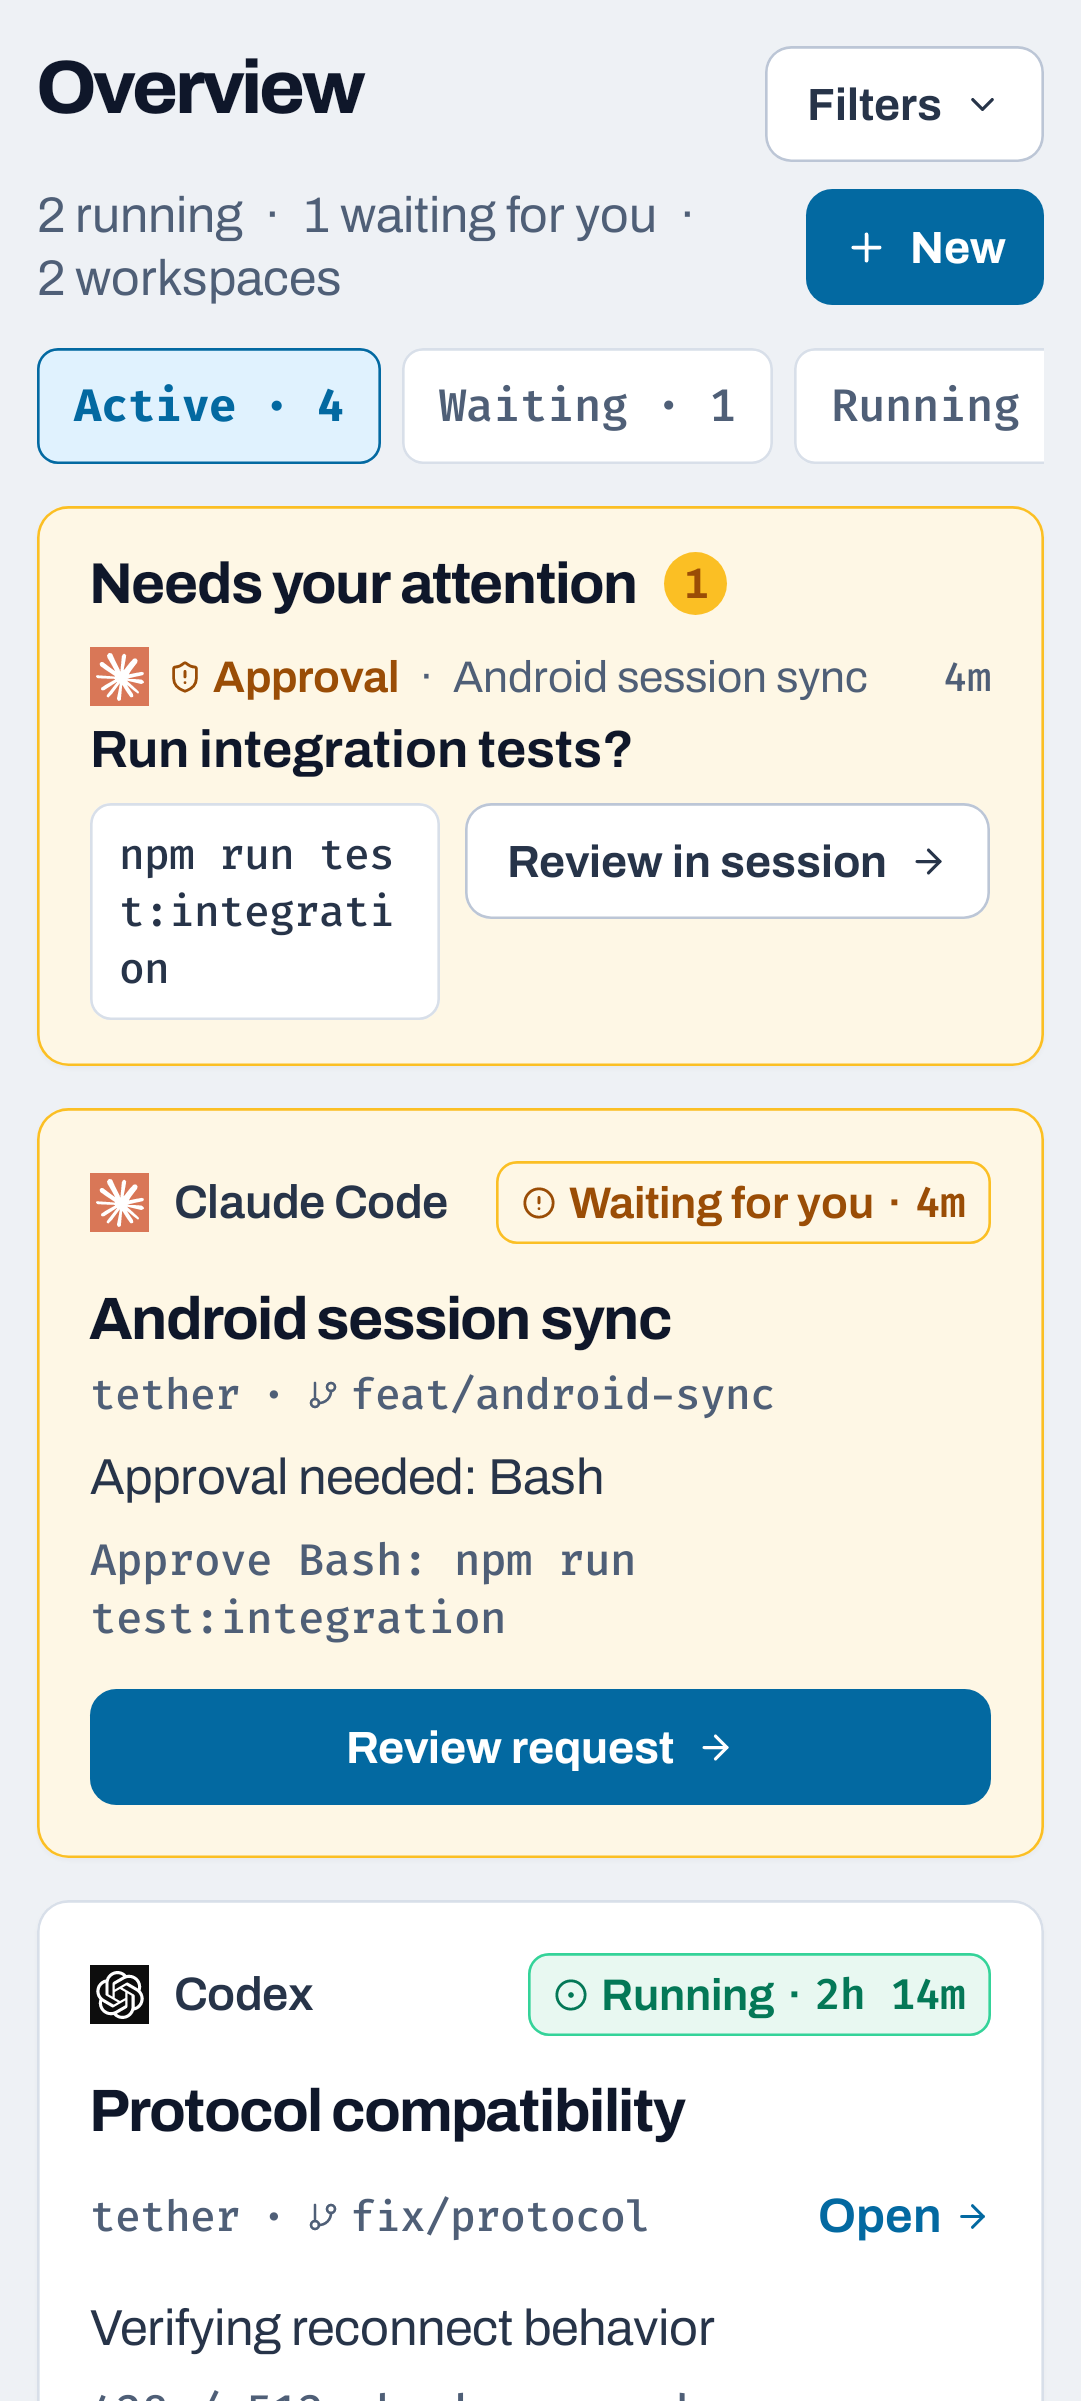 Overview
Filters
2 running · 1 waiting for you ·
2 workspaces
New
Active · 4
Waiting · 1
Running
Needs your attention 1
Approval · Android session sync 4m
Run integration tests?
npm run tes
t:integrati
on
Review in session →
Claude Code
Waiting for you · 4m
Android session sync
tether · feat/android-sync
Approval needed: Bash
Approve Bash: npm run
test:integration
Review request →
Codex
Running · 2h 14m
Protocol compatibility
tether · fix/protocol
Open →
Verifying reconnect behavior